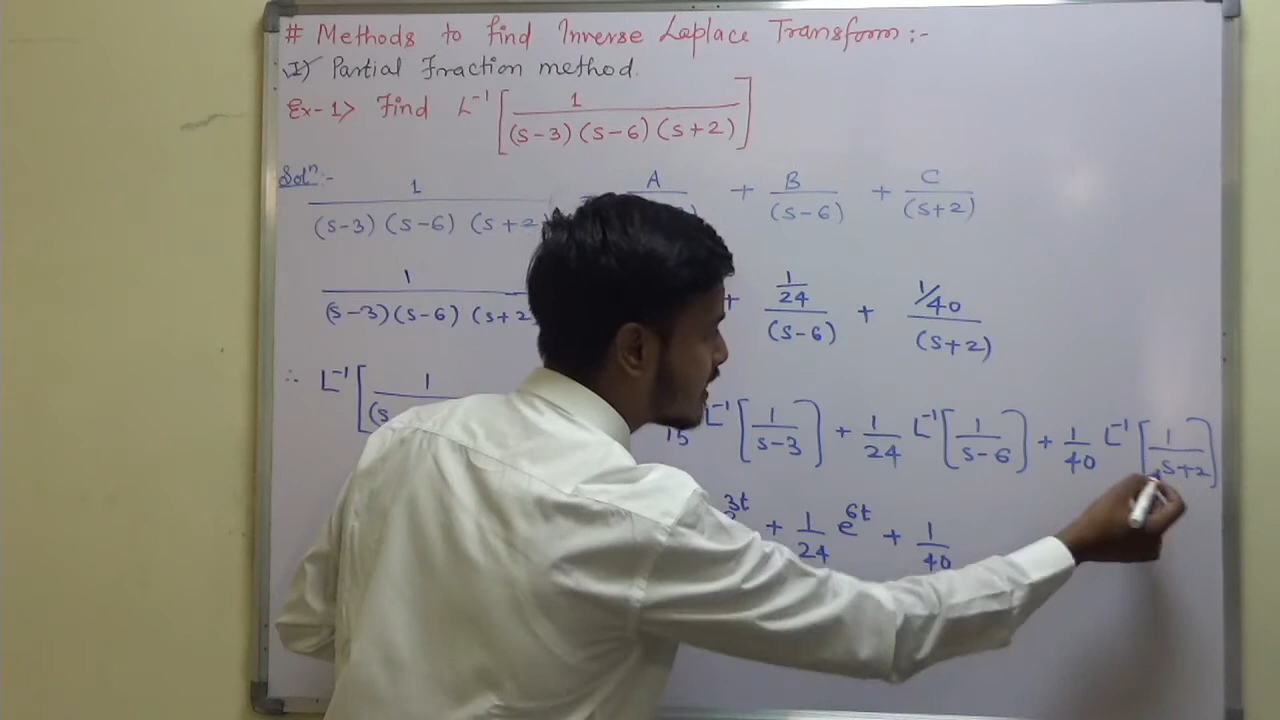 # Methods to find Inverse Laplace Transform :-
I) Partial Fraction method.
Ex-1> Find L⁻¹[1/((s-3)(s-6)(s+2))]
Solⁿ:-
1/((s-3)(s-6)(s+2 A + B/(s-6) + C/(s+2)
1/((s-3)(s-6)(s+2 + (1/24)/(s-6) + (1/40)/(s+2)
∴ L⁻¹[1/(s 15 L⁻¹[1/(s-3)] + 1/24 L⁻¹[1/(s-6)] + 1/40 L⁻¹[1/(s+2)]
3t + 1/24 e^6t + 1/40